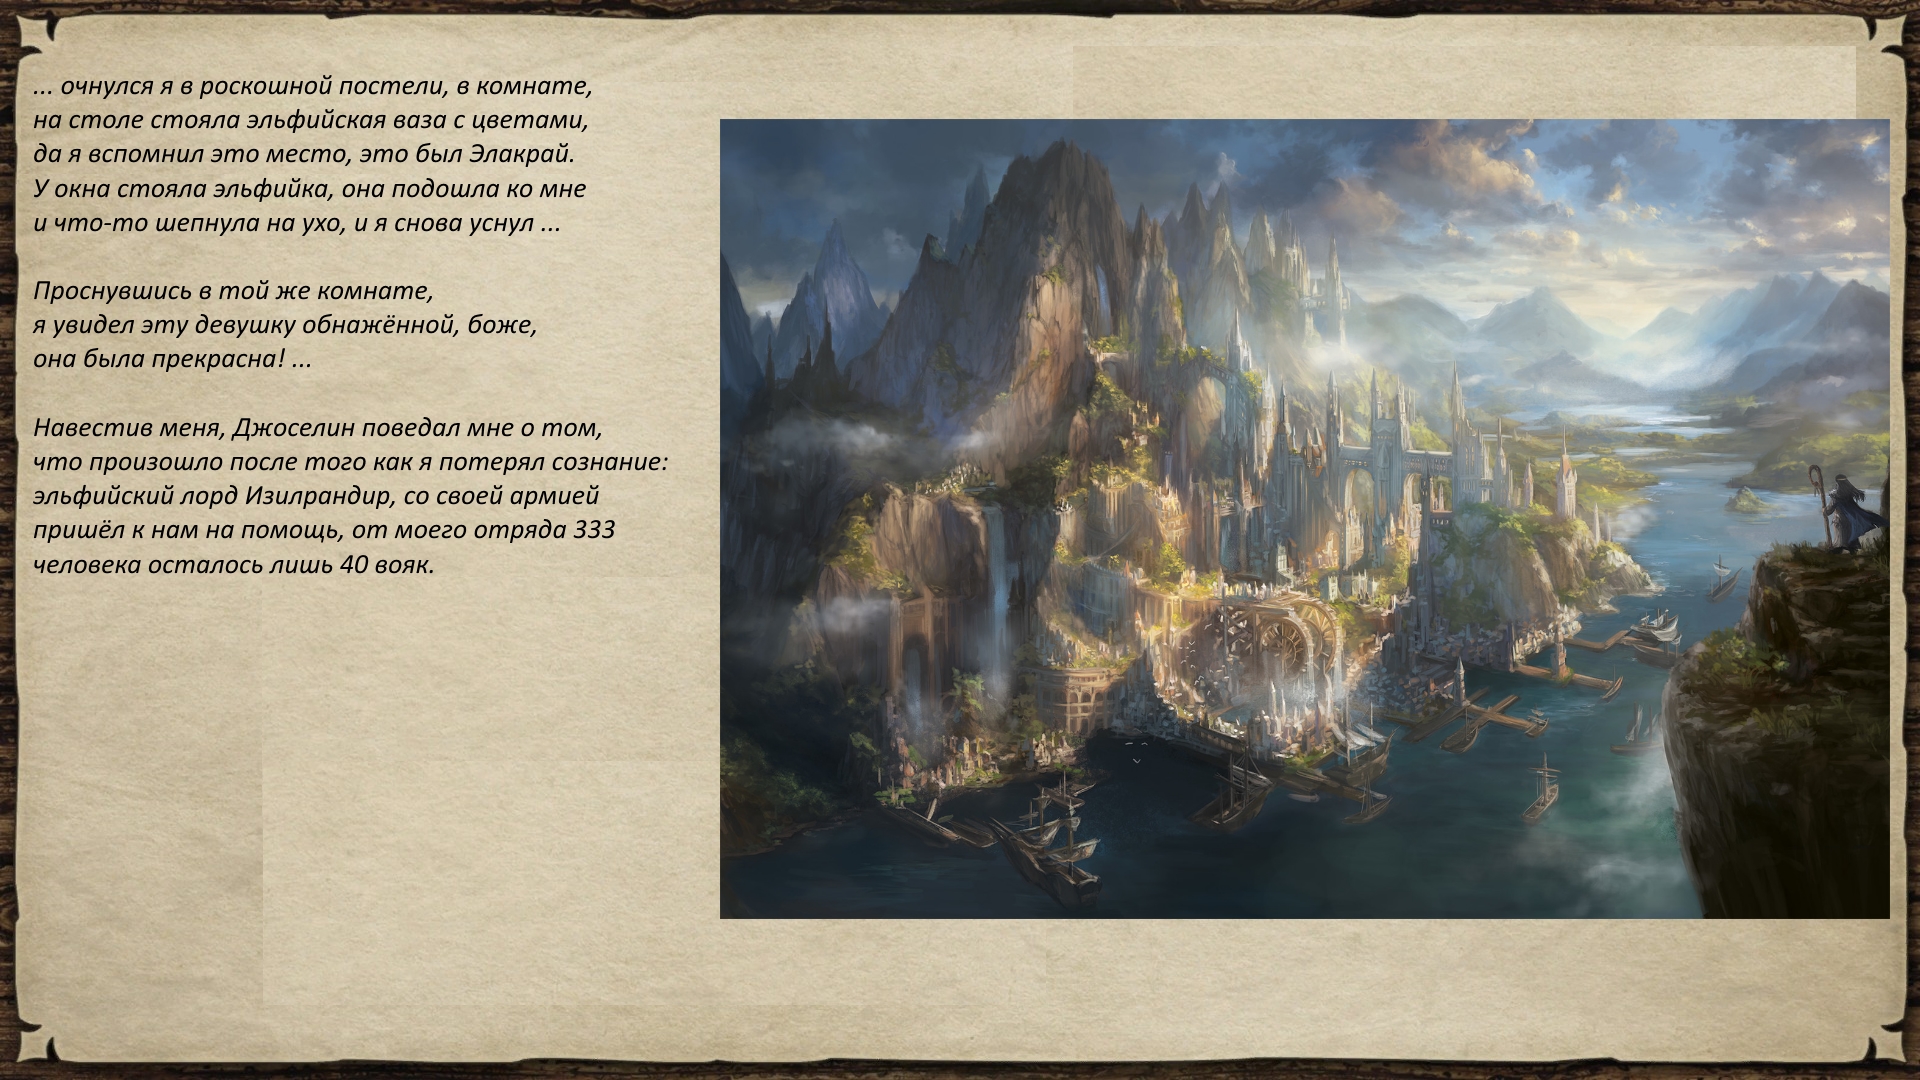 ... очнулся я в роскошной постели, в комнате,
на столе стояла эльфийская ваза с цветами,
да я вспомнил это место, это был Элакрай.
У окна стояла эльфийка, она подошла ко мне
и что-то шепнула на ухо, и я снова уснул ...
Проснувшись в той же комнате,
я увидел эту девушку обнажённой, боже,
она была прекрасна! ...
Навестив меня, Джоселин поведал мне о том,
что произошло после того как я потерял сознание:
эльфийский лорд Изилрандир, со своей армией
пришёл к нам на помощь, от моего отряда 333
человека осталось лишь 40 вояк.